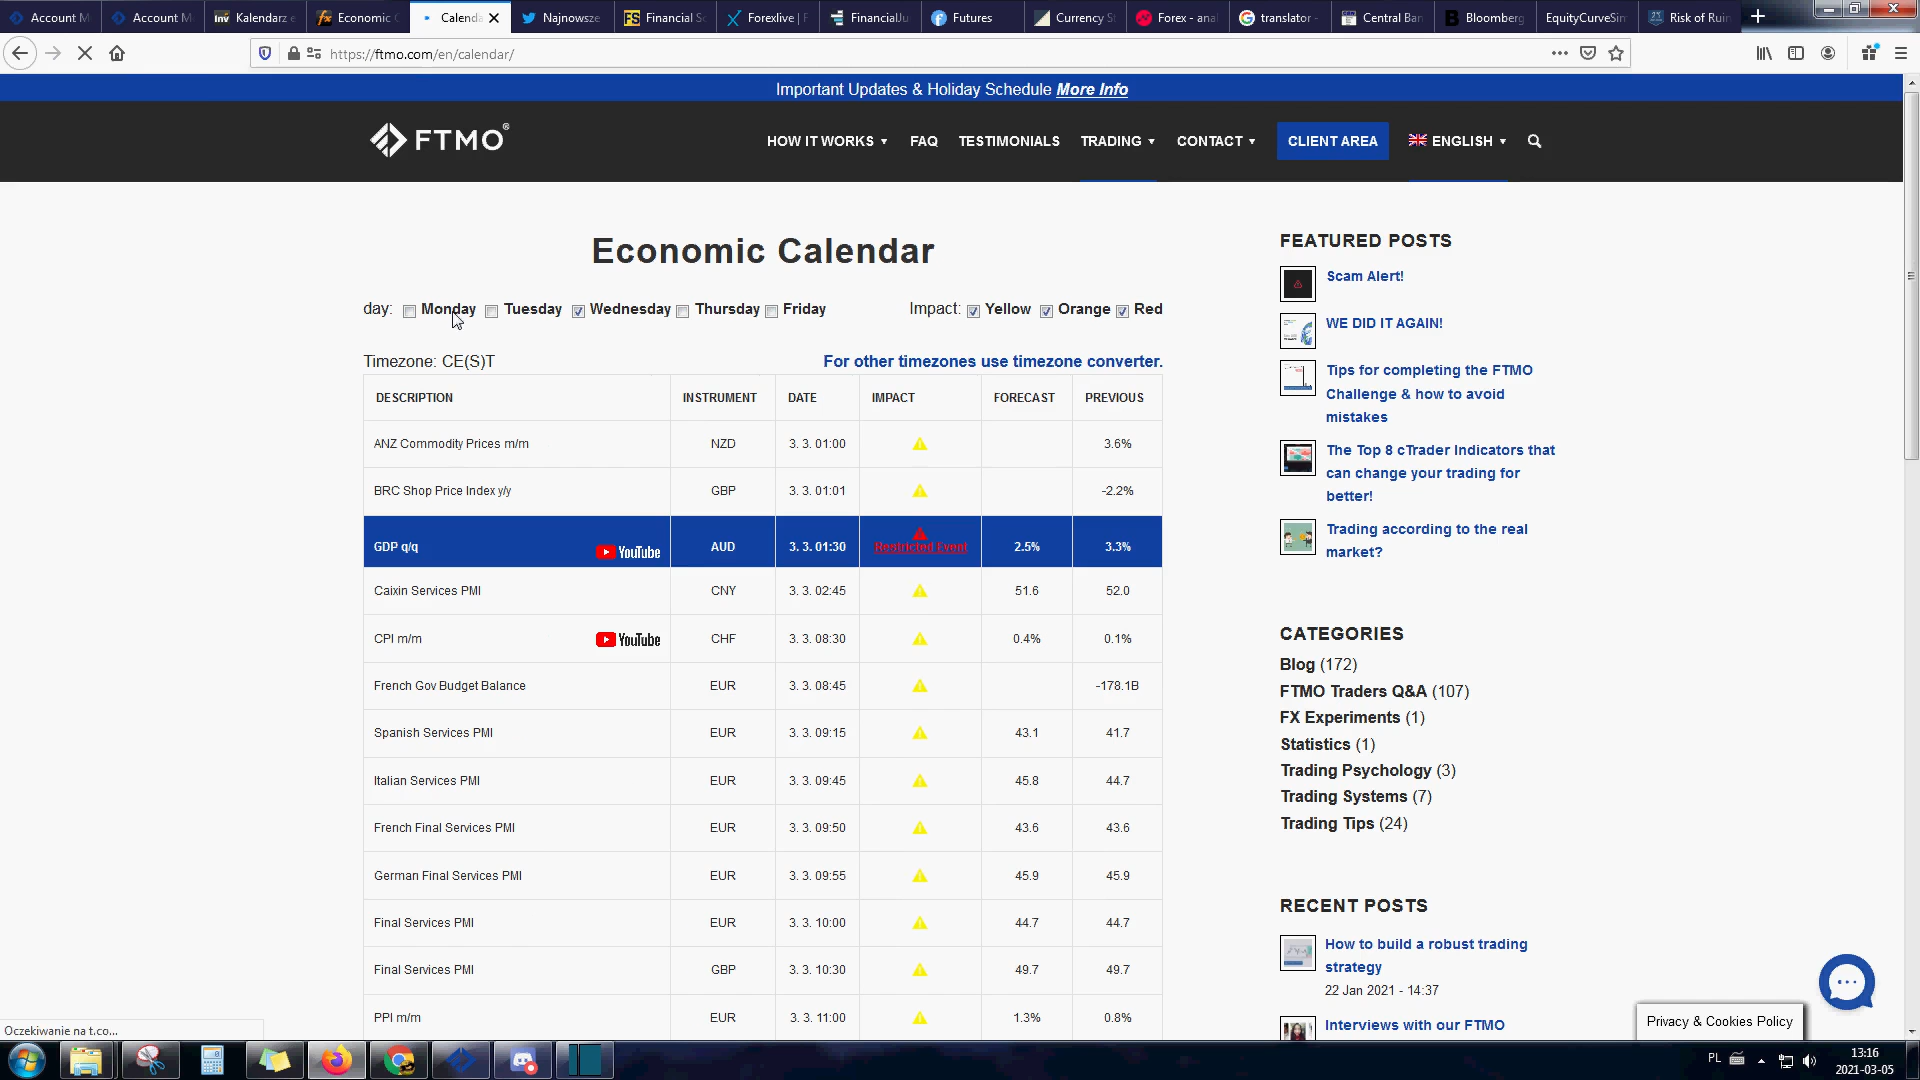 Account M
Account M
Kalendarz e
Economic C
Calenda
Najnowsze
Financial S
Forexlive | F
FinancialJu
Futures
Currency St
Forex - anal
translator -
Central Ban
Bloomberg
EquityCurveSim
Risk of Ruin
https://ftmo.com/en/calendar/
Important Updates & Holiday Schedule More Info
FTMO®
HOW IT WORKS
FAQ
TESTIMONIALS
TRADING
CONTACT
CLIENT AREA
ENGLISH
Economic Calendar
day: Monday Tuesday Wednesday Thursday Friday
Impact: Yellow Orange Red
Timezone: CE(S)T
For other timezones use timezone converter.
DESCRIPTION INSTRUMENT DATE IMPACT FORECAST PREVIOUS
ANZ Commodity Prices m/m NZD 3. 3. 01:00 3.6%
BRC Shop Price Index y/y GBP 3. 3. 01:01 -2.2%
GDP q/q YouTube AUD 3. 3. 01:30 Restricted Event 2.5% 3.3%
Caixin Services PMI CNY 3. 3. 02:45 51.6 52.0
CPI m/m YouTube CHF 3. 3. 08:30 0.4% 0.1%
French Gov Budget Balance EUR 3. 3. 08:45 -178.1B
Spanish Services PMI EUR 3. 3. 09:15 43.1 41.7
Italian Services PMI EUR 3. 3. 09:45 45.8 44.7
French Final Services PMI EUR 3. 3. 09:50 43.6 43.6
German Final Services PMI EUR 3. 3. 09:55 45.9 45.9
Final Services PMI EUR 3. 3. 10:00 44.7 44.7
Final Services PMI GBP 3. 3. 10:30 49.7 49.7
PPI m/m EUR 3. 3. 11:00 1.3% 0.8%
FEATURED POSTS
Scam Alert!
WE DID IT AGAIN!
Tips for completing the FTMO
Challenge & how to avoid
mistakes
The Top 8 cTrader Indicators that
can change your trading for
better!
Trading according to the real
market?
CATEGORIES
Blog (172)
FTMO Traders Q&A (107)
FX Experiments (1)
Statistics (1)
Trading Psychology (3)
Trading Systems (7)
Trading Tips (24)
RECENT POSTS
How to build a robust trading
strategy
22 Jan 2021 - 14:37
Interviews with our FTMO
Privacy & Cookies Policy
Oczekiwanie na t.co...
PL
13:16
2021-03-05